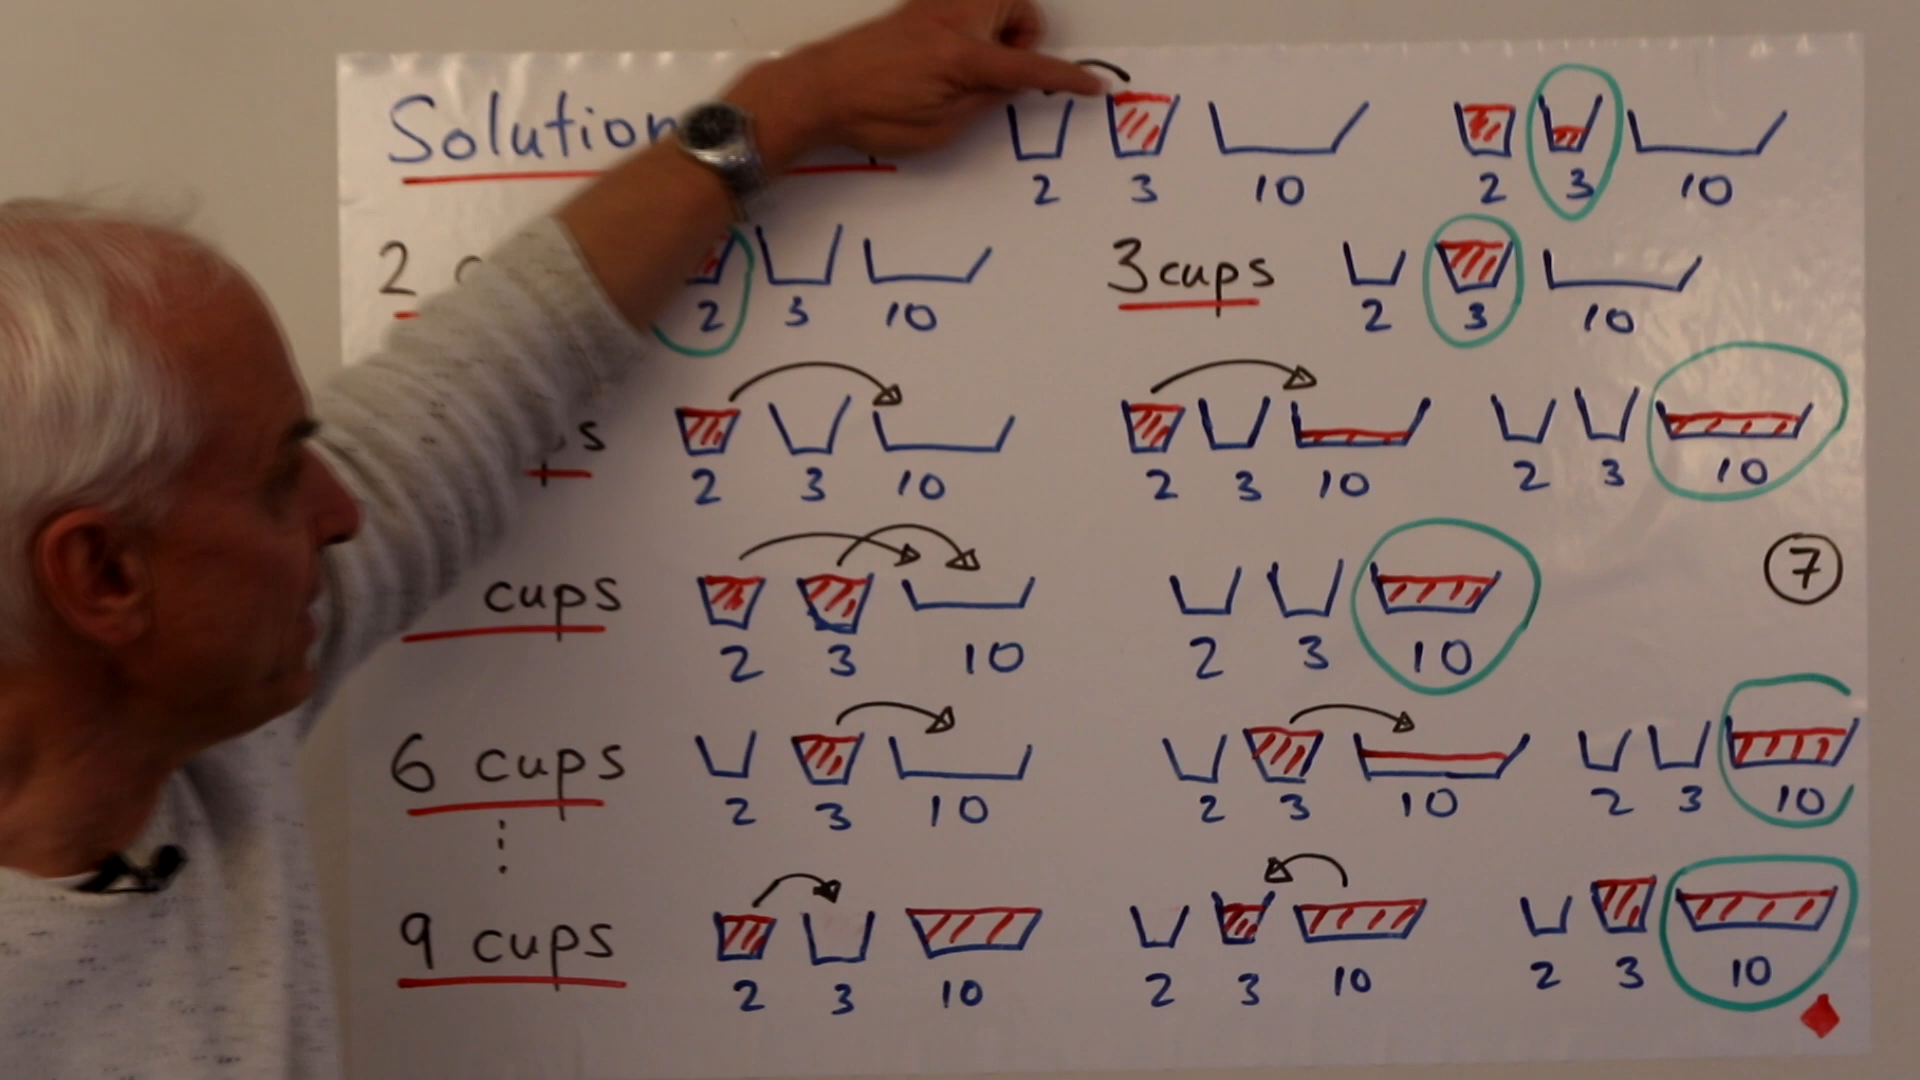 Solution
2 3 10 2 3 10
2 3cups
2 3 10 2 3 10
s
2 3 10 2 3 10 2 3 10
7
cups
2 3 10 2 3 10
6 cups
2 3 10 2 3 10 2 3 10
9 cups
2 3 10 2 3 10 2 3 10